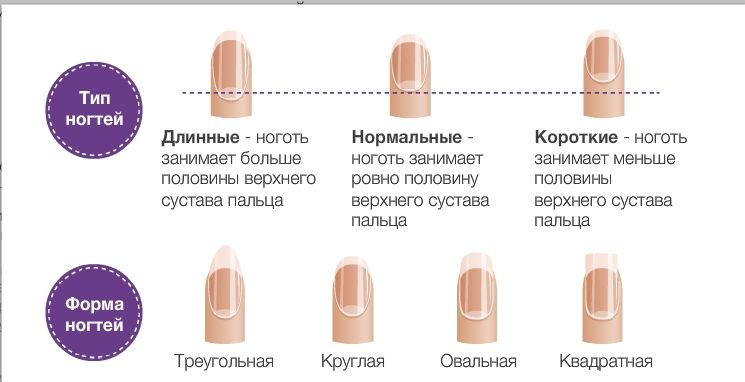 Тип
ногтей
Длинные - ноготь
занимает больше
половины верхнего
сустава пальца
Нормальные -
ноготь занимает
ровно половину
верхнего сустава
пальца
Короткие - ноготь
занимает меньше
половины
верхнего сустава
пальца
Форма
ногтей
Треугольная
Круглая
Овальная
Квадратная